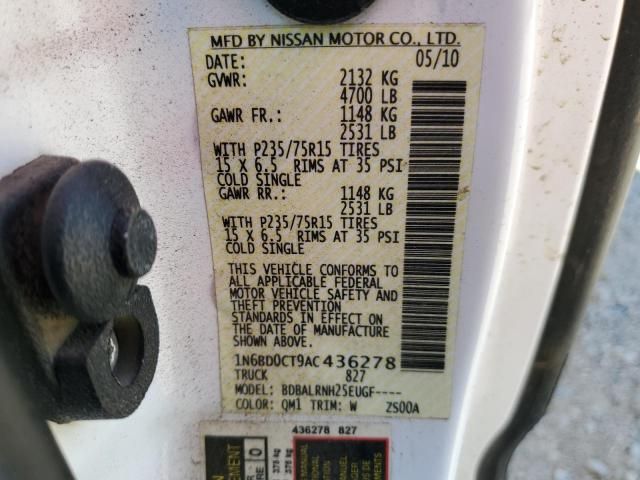 MFD BY NISSAN MOTOR CO., LTD.
DATE: 05/10
GVWR: 2132 KG
4700 LB
GAWR FR.: 1148 KG
2531 LB
WITH P235/75R15 TIRES
15 X 6.5 RIMS AT 35 PSI
COLD SINGLE
GAWR RR.: 1148 KG
2531 LB
WITH P235/75R15 TIRES
15 X 6.5 RIMS AT 35 PSI
COLD SINGLE
THIS VEHICLE CONFORMS TO
ALL APPLICABLE FEDERAL
MOTOR VEHICLE SAFETY AND
THEFT PREVENTION
STANDARDS IN EFFECT ON
THE DATE OF MANUFACTURE
SHOWN ABOVE.
1N6BD0CT9AC436278
TRUCK 827
MODEL: BDBALRNH25EUGF----
COLOR: QM1 TRIM: W ZS00A
436278 827
MANUAL
MANUEL